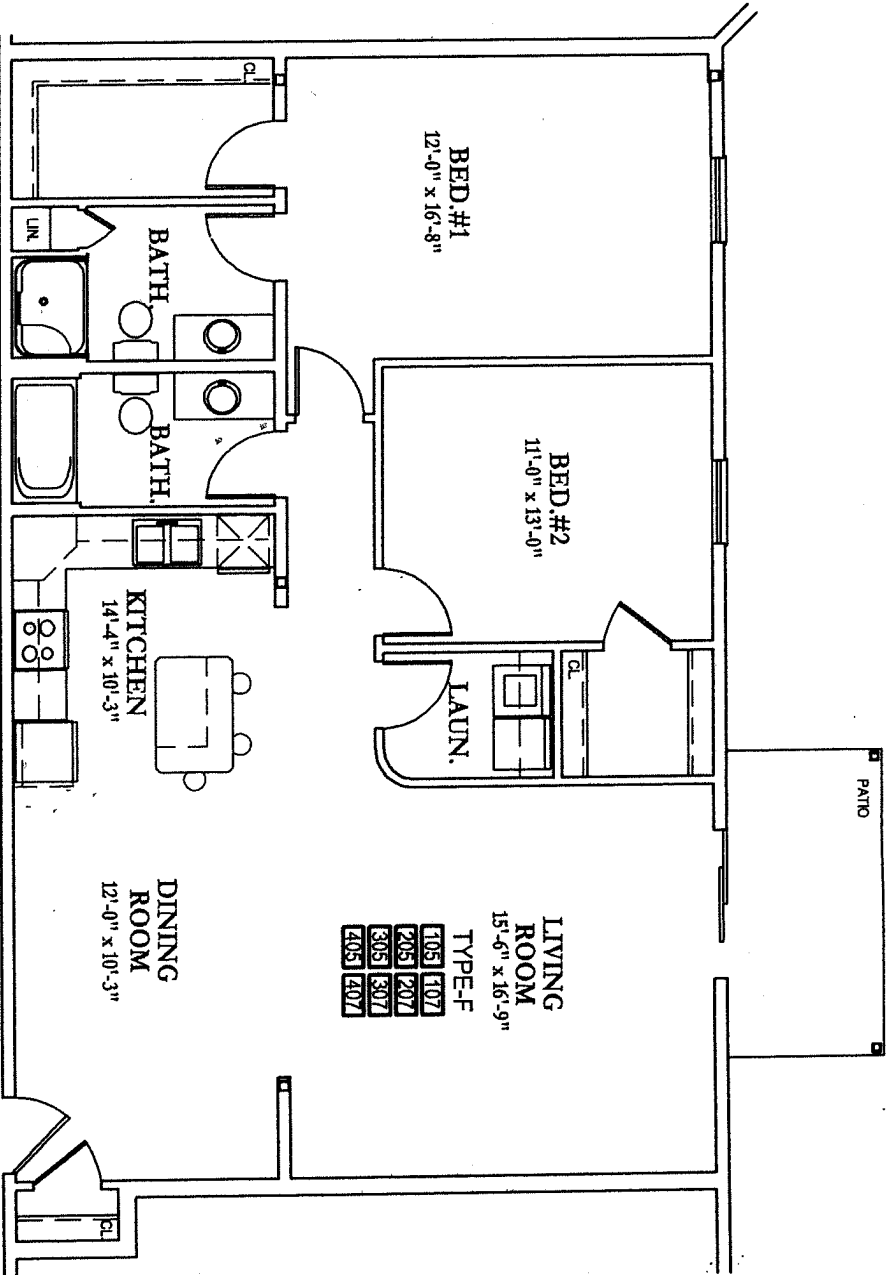 PATIO
BED.#1
12'-0" x 16'-8"
BED.#2
11'-0" x 13'-0"
LIVING
ROOM
15'-6" x 16'-9"
TYPE-F
105 107
205 207
305 307
405 407
CL
LAUN.
CL
BATH.
BATH.
LIN.
KITCHEN
14'-4" x 10'-3"
DINING
ROOM
12'-0" x 10'-3"
CL